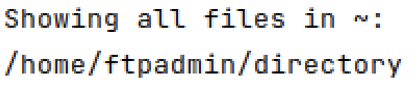 Showing all files in ~:
/home/ftpadmin/directory